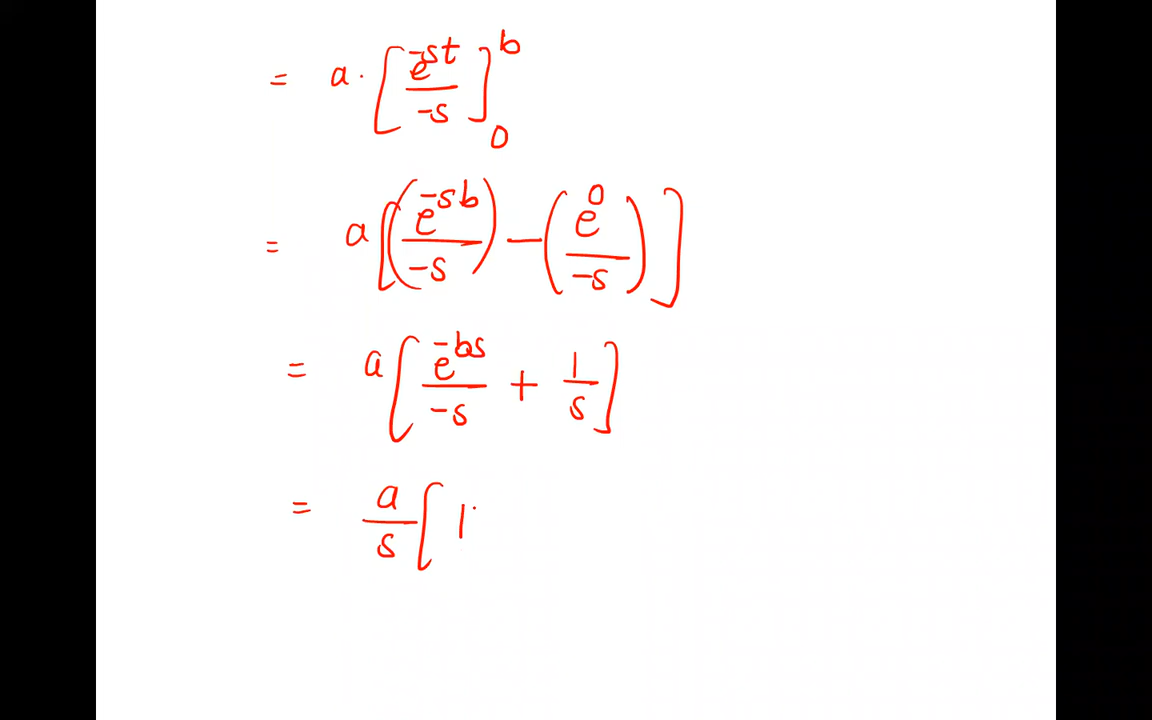 = a · [ e^{-st} / -s ]_0^b
= a [ ( e^{-sb} / -s ) - ( e^0 / -s ) ]
= a [ e^{-bs} / -s + 1 / s ]
= a / s [ 1